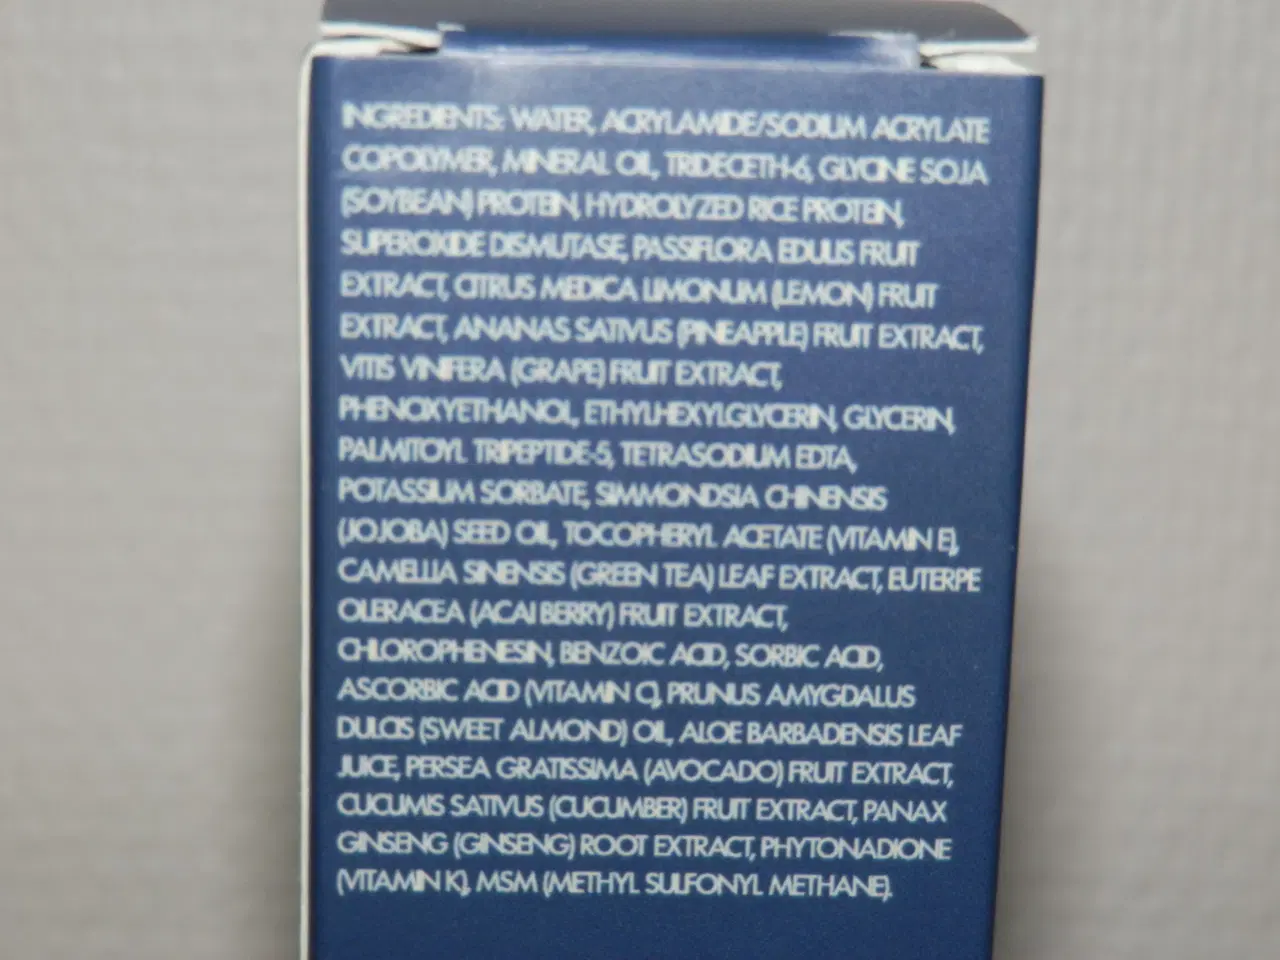 INGREDIENTS: WATER, ACRYLAMIDE/SODIUM ACRYLATE
COPOLYMER, MINERAL OIL, TRIDECETH-6, GLYCINE SOJA
(SOYBEAN) PROTEIN, HYDROLYZED RICE PROTEIN,
SUPEROXIDE DISMUTASE, PASSIFLORA EDULIS FRUIT
EXTRACT, CITRUS MEDICA LIMONUM (LEMON) FRUIT
EXTRACT, ANANAS SATIVUS (PINEAPPLE) FRUIT EXTRACT,
VITIS VINIFERA (GRAPE) FRUIT EXTRACT,
PHENOXYETHANOL, ETHYLHEXYLGLYCERIN, GLYCERIN,
PALMITOYL TRIPEPTIDE-5, TETRASODIUM EDTA,
POTASSIUM SORBATE, SIMMONDSIA CHINENSIS
(JOJOBA) SEED OIL, TOCOPHERYL ACETATE (VITAMIN E),
CAMELLIA SINENSIS (GREEN TEA) LEAF EXTRACT, EUTERPE
OLERACEA (ACAI BERRY) FRUIT EXTRACT,
CHLOROPHENESIN, BENZOIC ACID, SORBIC ACID,
ASCORBIC ACID (VITAMIN C), PRUNUS AMYGDALUS
DULCIS (SWEET ALMOND) OIL, ALOE BARBADENSIS LEAF
JUICE, PERSEA GRATISSIMA (AVOCADO) FRUIT EXTRACT,
CUCUMIS SATIVUS (CUCUMBER) FRUIT EXTRACT, PANAX
GINSENG (GINSENG) ROOT EXTRACT, PHYTONADIONE
(VITAMIN K), MSM (METHYL SULFONYL METHANE).